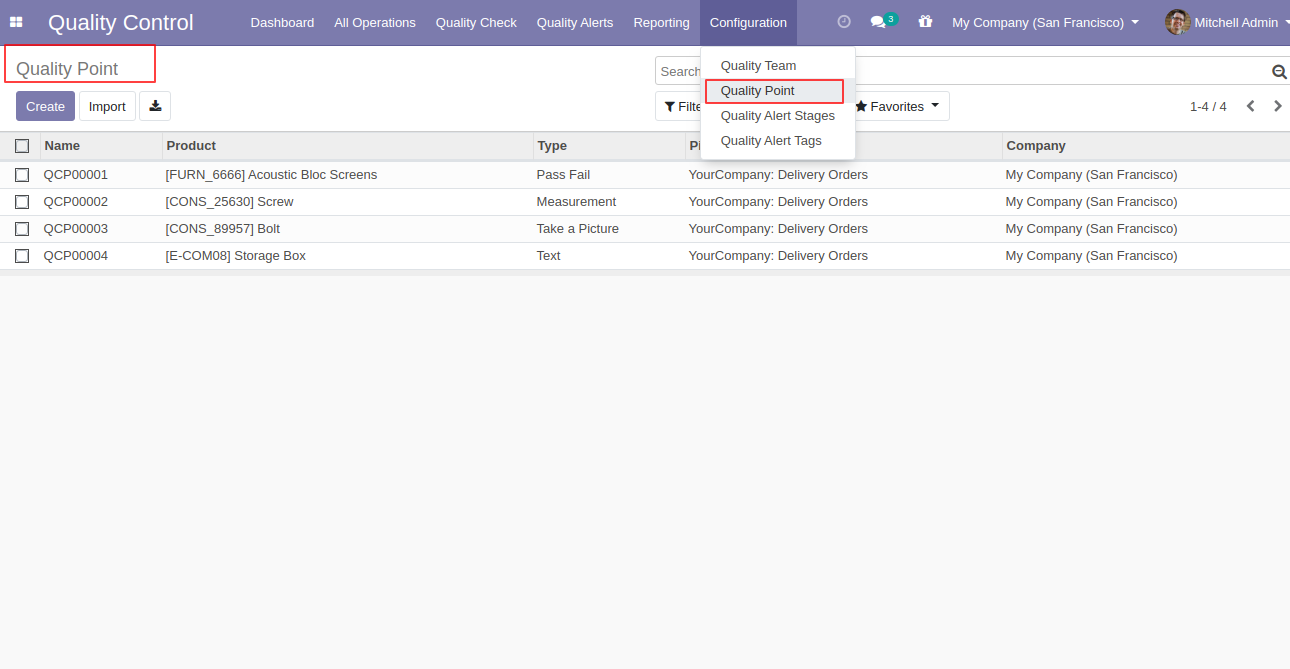 Quality Control Dashboard All Operations Quality Check Quality Alerts Reporting Configuration 3 My Company (San Francisco) Mitchell Admin
Quality Point
Search
Quality Team
Quality Point
Quality Alert Stages
Quality Alert Tags
Create Import Filte Favorites 1-4 / 4
Name Product Type Company
QCP00001 [FURN_6666] Acoustic Bloc Screens Pass Fail YourCompany: Delivery Orders My Company (San Francisco)
QCP00002 [CONS_25630] Screw Measurement YourCompany: Delivery Orders My Company (San Francisco)
QCP00003 [CONS_89957] Bolt Take a Picture YourCompany: Delivery Orders My Company (San Francisco)
QCP00004 [E-COM08] Storage Box Text YourCompany: Delivery Orders My Company (San Francisco)